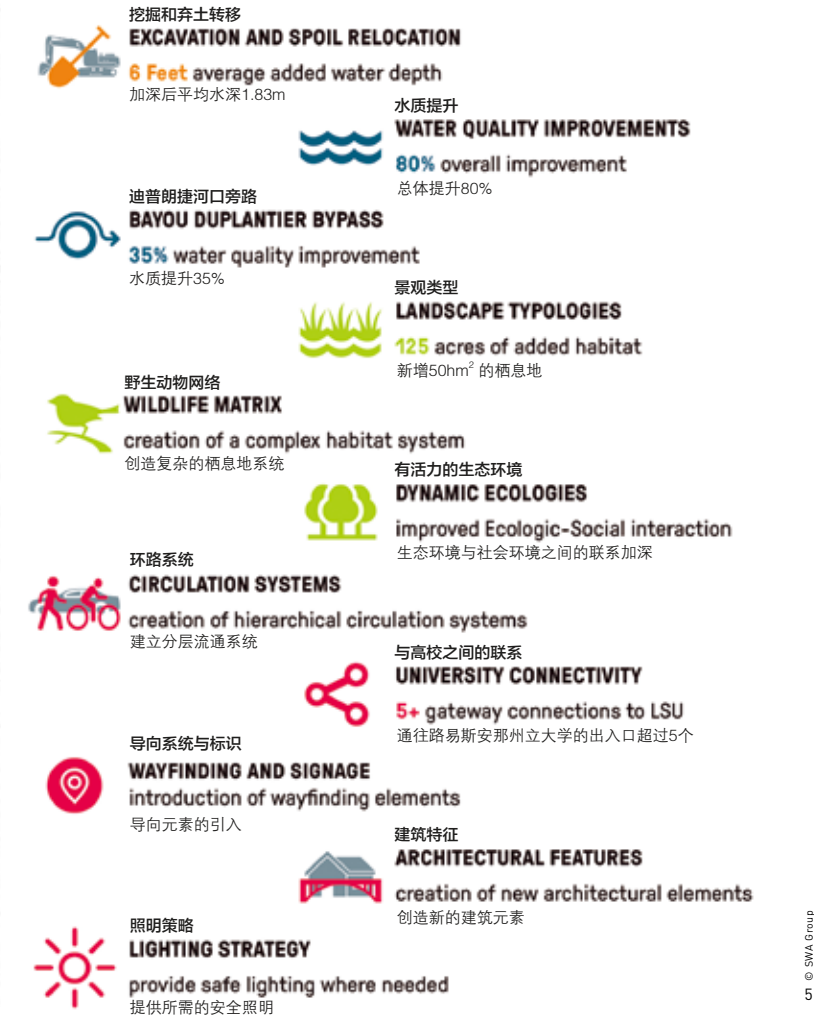 挖掘和弃土转移
EXCAVATION AND SPOIL RELOCATION
6 Feet average added water depth
加深后平均水深1.83m
水质提升
WATER QUALITY IMPROVEMENTS
80% overall improvement
总体提升80%
迪普朗捷河口旁路
BAYOU DUPLANTIER BYPASS
35% water quality improvement
水质提升35%
景观类型
LANDSCAPE TYPOLOGIES
125 acres of added habitat
新增50hm² 的栖息地
野生动物网络
WILDLIFE MATRIX
creation of a complex habitat system
创造复杂的栖息地系统
有活力的生态环境
DYNAMIC ECOLOGIES
improved Ecologic-Social interaction
生态环境与社会环境之间的联系加深
环路系统
CIRCULATION SYSTEMS
creation of hierarchical circulation systems
建立分层流通系统
与高校之间的联系
UNIVERSITY CONNECTIVITY
5+ gateway connections to LSU
通往路易斯安那州立大学的出入口超过5个
导向系统与标识
WAYFINDING AND SIGNAGE
introduction of wayfinding elements
导向元素的引入
建筑特征
ARCHITECTURAL FEATURES
creation of new architectural elements
创造新的建筑元素
照明策略
LIGHTING STRATEGY
provide safe lighting where needed
提供所需的安全照明
© SWA Group
5